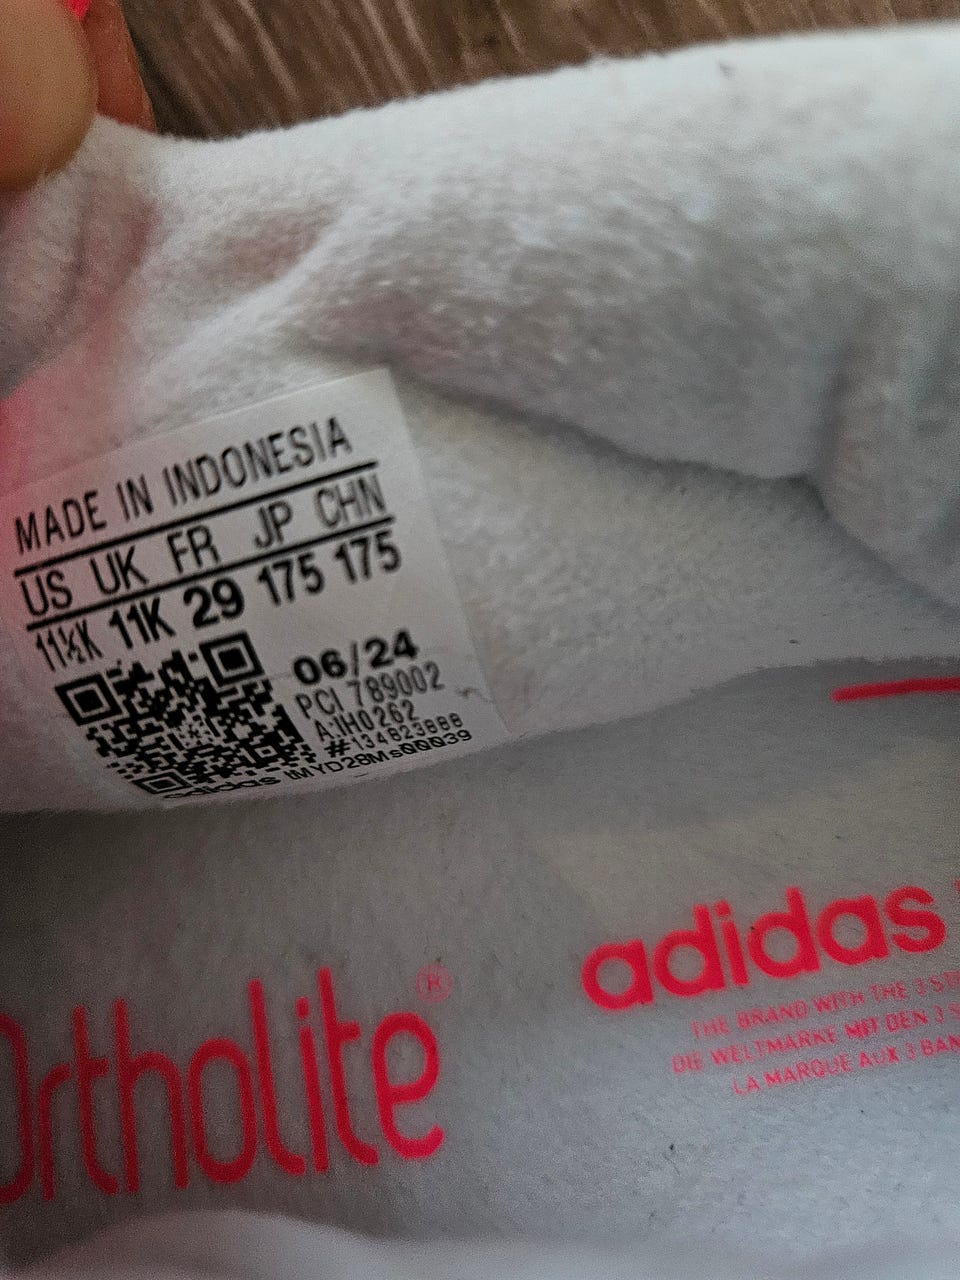 MADE IN INDONESIA
US UK FR JP CHN
11½K 11K 29 175 175
06/24
PCI 789002
A:IH0262
#134823888
adidas
Ortholite®
adidas
THE BRAND WITH THE 3
DIE WELTMARKE MIT DEN 3
LA MARQUE AUX 3